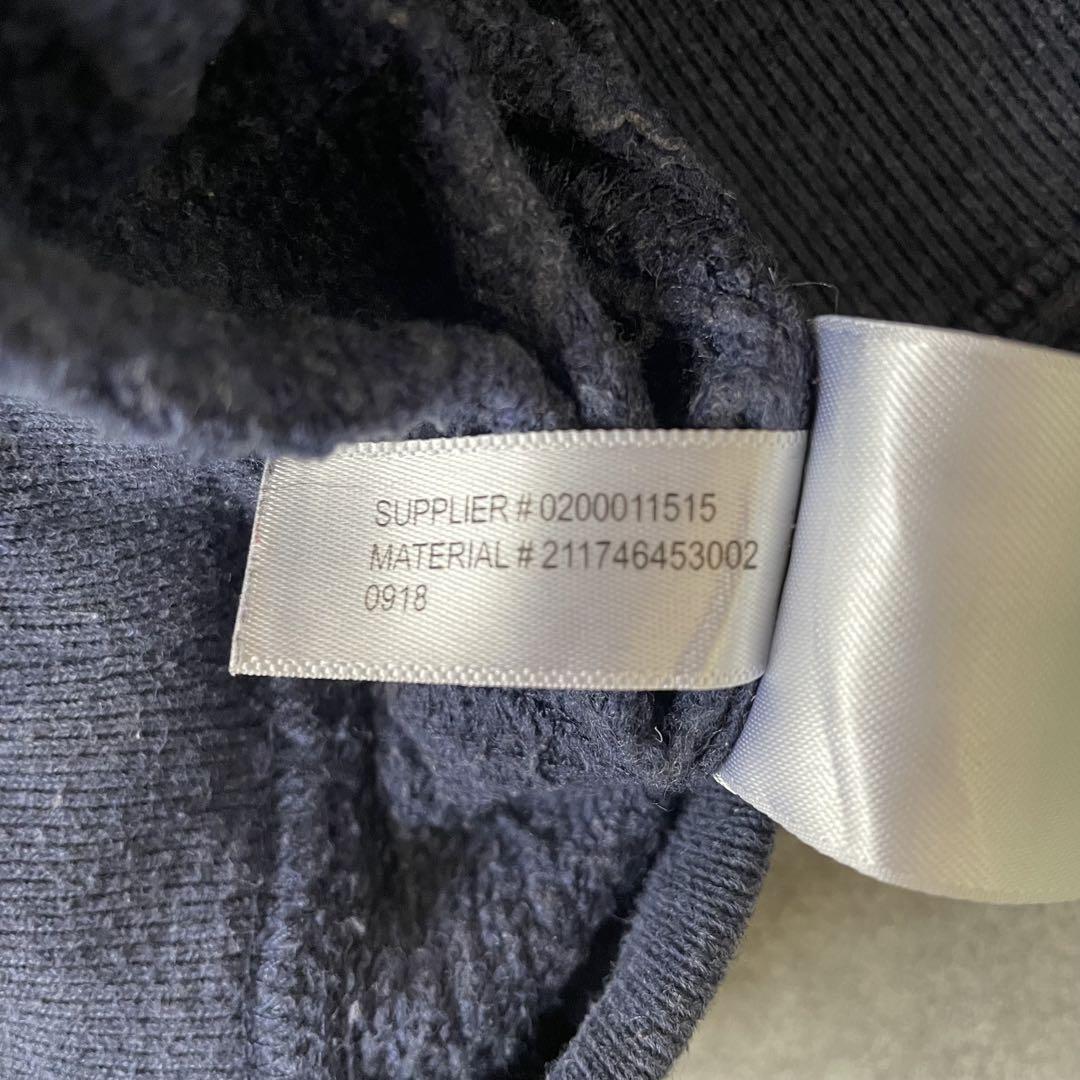 SUPPLIER # 0200011515
MATERIAL # 211746453002
0918